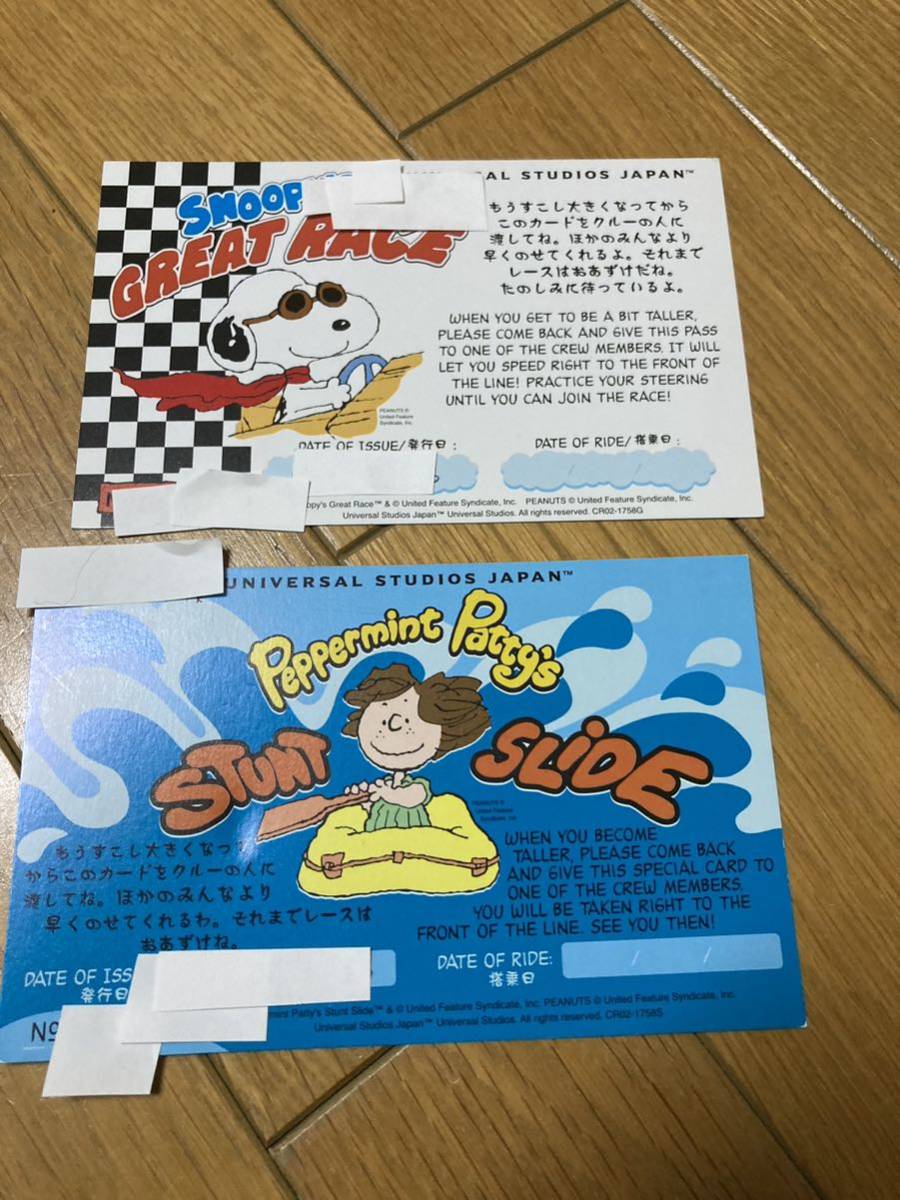 SNOOP
GREAT RACE
AL STUDIOS JAPAN™
もうすこし大きくなってから
このカードをクルーの人に
渡してね。ほかのみんなより
早くのせてくれるよ。それまで
レースはおあずけだね。
たのしみに待っているよ。
WHEN YOU GET TO BE A BIT TALLER,
PLEASE COME BACK AND GIVE THIS PASS
TO ONE OF THE CREW MEMBERS. IT WILL
LET YOU SPEED RIGHT TO THE FRONT OF
THE LINE! PRACTICE YOUR STEERING
UNTIL YOU CAN JOIN THE RACE!
PEANUTS ©
United Feature
Syndicate, Inc.
DATE OF ISSUE/発行日:
DATE OF RIDE/搭乗日:
/ /
ppy's Great Race™ & © United Feature Syndicate, Inc. PEANUTS © United Feature Syndicate, Inc.
Universal Studios Japan™ Universal Studios. All rights reserved. CR02-1758G
UNIVERSAL STUDIOS JAPAN™
Peppermint Patty's
STUNT SLIDE
PEANUTS ©
United Feature
Syndicate, Inc.
もうすこし大きくなって
からこのカードをクルーの人に
渡してね。ほかのみんなより
早くのせてくれるわ。それまでレースは
おあずけね。
WHEN YOU BECOME
TALLER, PLEASE COME BACK
AND GIVE THIS SPECIAL CARD TO
ONE OF THE CREW MEMBERS.
YOU WILL BE TAKEN RIGHT TO THE
FRONT OF THE LINE. SEE YOU THEN!
DATE OF ISS
発行日
DATE OF RIDE:
搭乗日
/ /
mint Patty's Stunt Slide™ & © United Feature Syndicate, Inc. PEANUTS © United Feature Syndicate, Inc.
Universal Studios Japan™ Universal Studios. All rights reserved. CR02-1758S
№